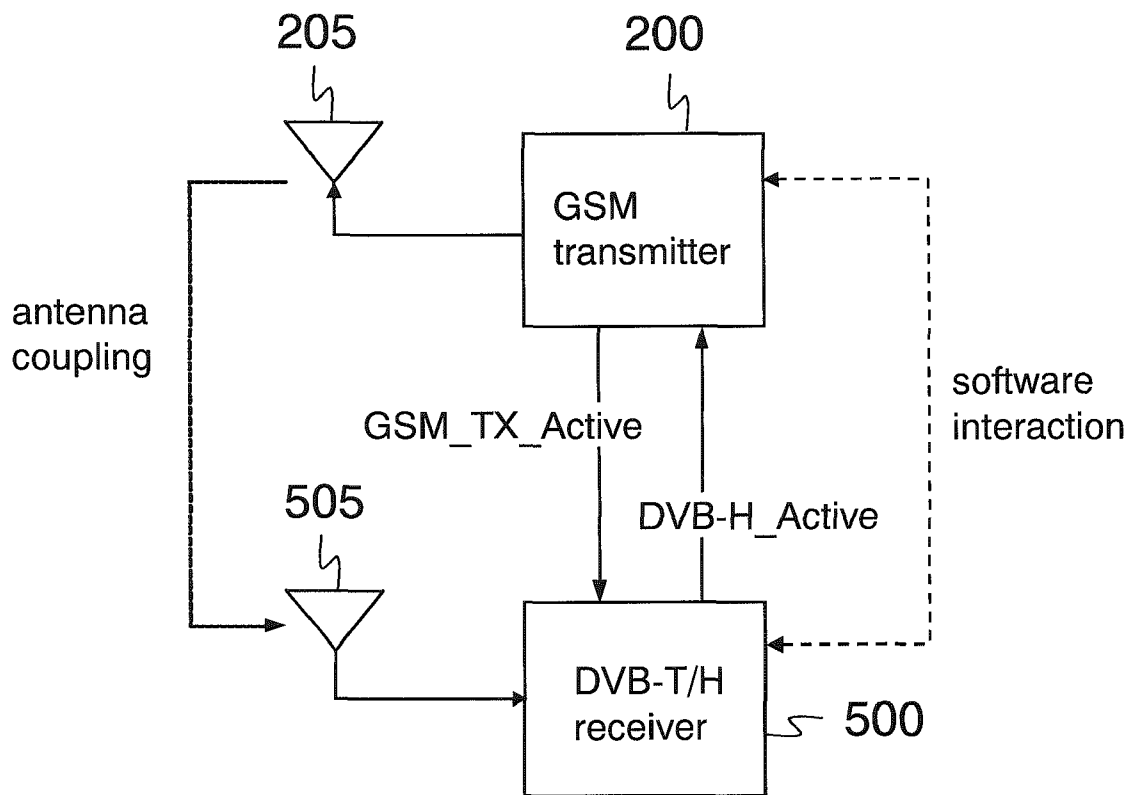 205
200
GSM
transmitter
antenna
coupling
software
interaction
GSM_TX_Active
DVB-H_Active
505
DVB-T/H
receiver
500